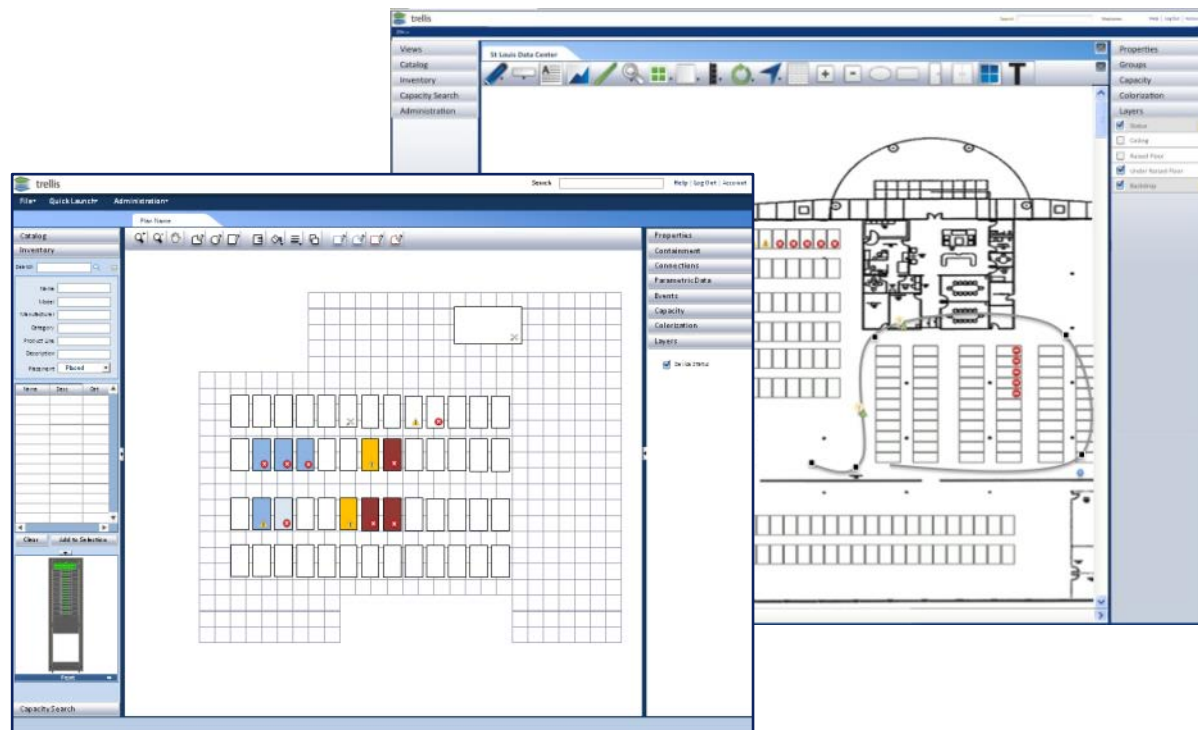 trellis
Search
Help | Log Out | Account
Views
Catalog
Inventory
Capacity Search
Administration
St Louis Data Center
T
Properties
Groups
Capacity
Colorization
Layers
Status
Ceiling
Raised Floor
Under Raised Floor
Backdrop
trellis
Search
Help | Log Out | Account
File Quick Launch Administration
Plan Name
Catalog
Inventory
Search
Name
Model
Manufacturer
Category
Product Line
Description
Placement Placed
Name Desc
Clear Add to Selection
Front
Capacity Search
Properties
Containment
Connections
Parametric Data
Events
Capacity
Colorization
Layers
Device Status